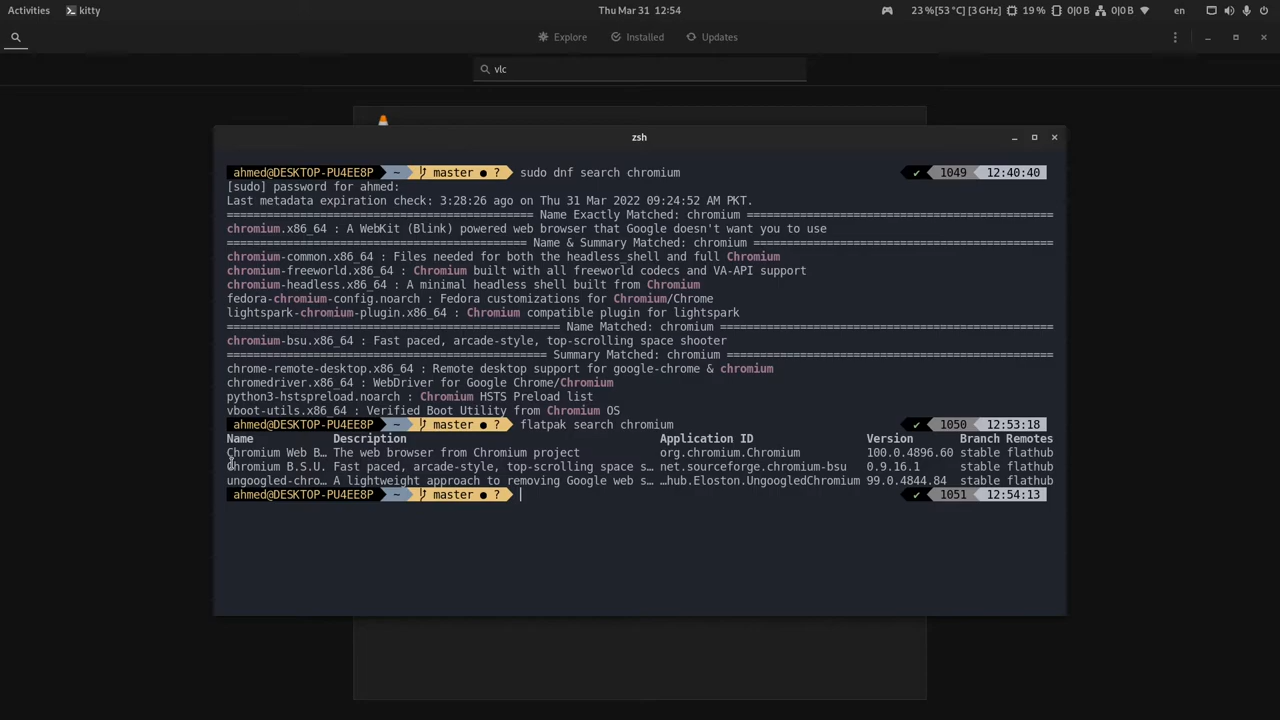 Activities kitty Thu Mar 31 12:54 23 %[53 °C] [3 GHz] 19 % 0|0 B 0|0 B en
Explore Installed Updates
vlc
zsh
ahmed@DESKTOP-PU4EE8P ~ master ● ? sudo dnf search chromium ✔ 1049 12:40:40
[sudo] password for ahmed:
Last metadata expiration check: 3:28:26 ago on Thu 31 Mar 2022 09:24:52 AM PKT.
======================================== Name Exactly Matched: chromium ========================================
chromium.x86_64 : A WebKit (Blink) powered web browser that Google doesn't want you to use
======================================= Name & Summary Matched: chromium =======================================
chromium-common.x86_64 : Files needed for both the headless_shell and full Chromium
chromium-freeworld.x86_64 : Chromium built with all freeworld codecs and VA-API support
chromium-headless.x86_64 : A minimal headless shell built from Chromium
fedora-chromium-config.noarch : Fedora customizations for Chromium/Chrome
lightspark-chromium-plugin.x86_64 : Chromium compatible plugin for lightspark
============================================ Name Matched: chromium ============================================
chromium-bsu.x86_64 : Fast paced, arcade-style, top-scrolling space shooter
========================================== Summary Matched: chromium ===========================================
chrome-remote-desktop.x86_64 : Remote desktop support for google-chrome & chromium
chromedriver.x86_64 : WebDriver for Google Chrome/Chromium
python3-hstspreload.noarch : Chromium HSTS Preload list
vboot-utils.x86_64 : Verified Boot Utility from Chromium OS
ahmed@DESKTOP-PU4EE8P ~ master ● ? flatpak search chromium ✔ 1050 12:53:18
Name Description Application ID Version Branch Remotes
Chromium Web B… The web browser from Chromium project org.chromium.Chromium 100.0.4896.60 stable flathub
Chromium B.S.U. Fast paced, arcade-style, top-scrolling space s… net.sourceforge.chromium-bsu 0.9.16.1 stable flathub
ungoogled-chro… A lightweight approach to removing Google web s… …hub.Eloston.UngoogledChromium 99.0.4844.84 stable flathub
ahmed@DESKTOP-PU4EE8P ~ master ● ? ✔ 1051 12:54:13